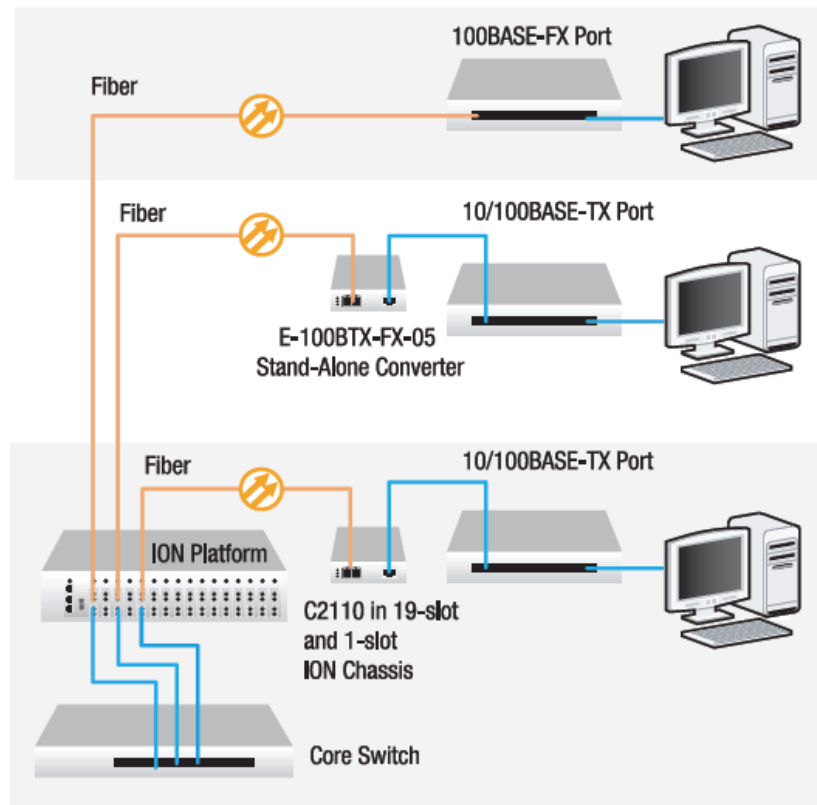 100BASE-FX Port
Fiber
Fiber
10/100BASE-TX Port
E-100BTX-FX-05
Stand-Alone Converter
Fiber
10/100BASE-TX Port
ION Platform
C2110 in 19-slot
and 1-slot
ION Chassis
Core Switch